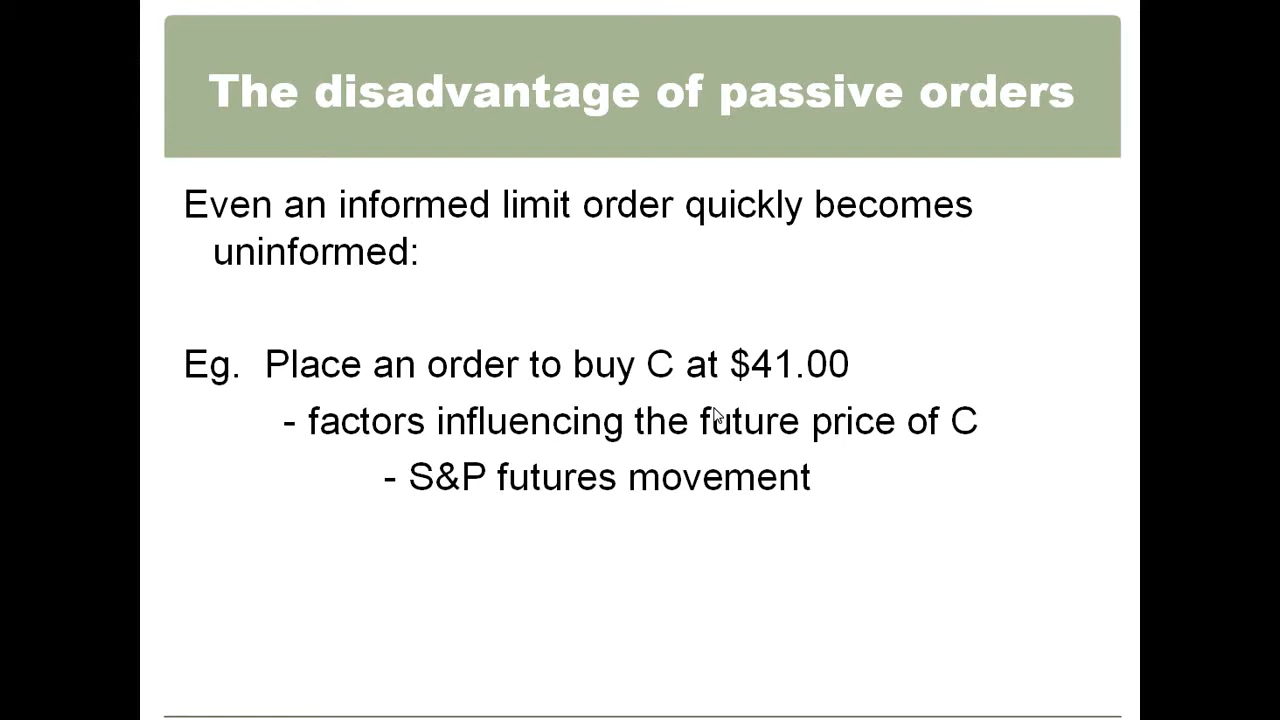 The disadvantage of passive orders
Even an informed limit order quickly becomes
uninformed:
Eg. Place an order to buy C at $41.00
- factors influencing the future price of C
- S&P futures movement